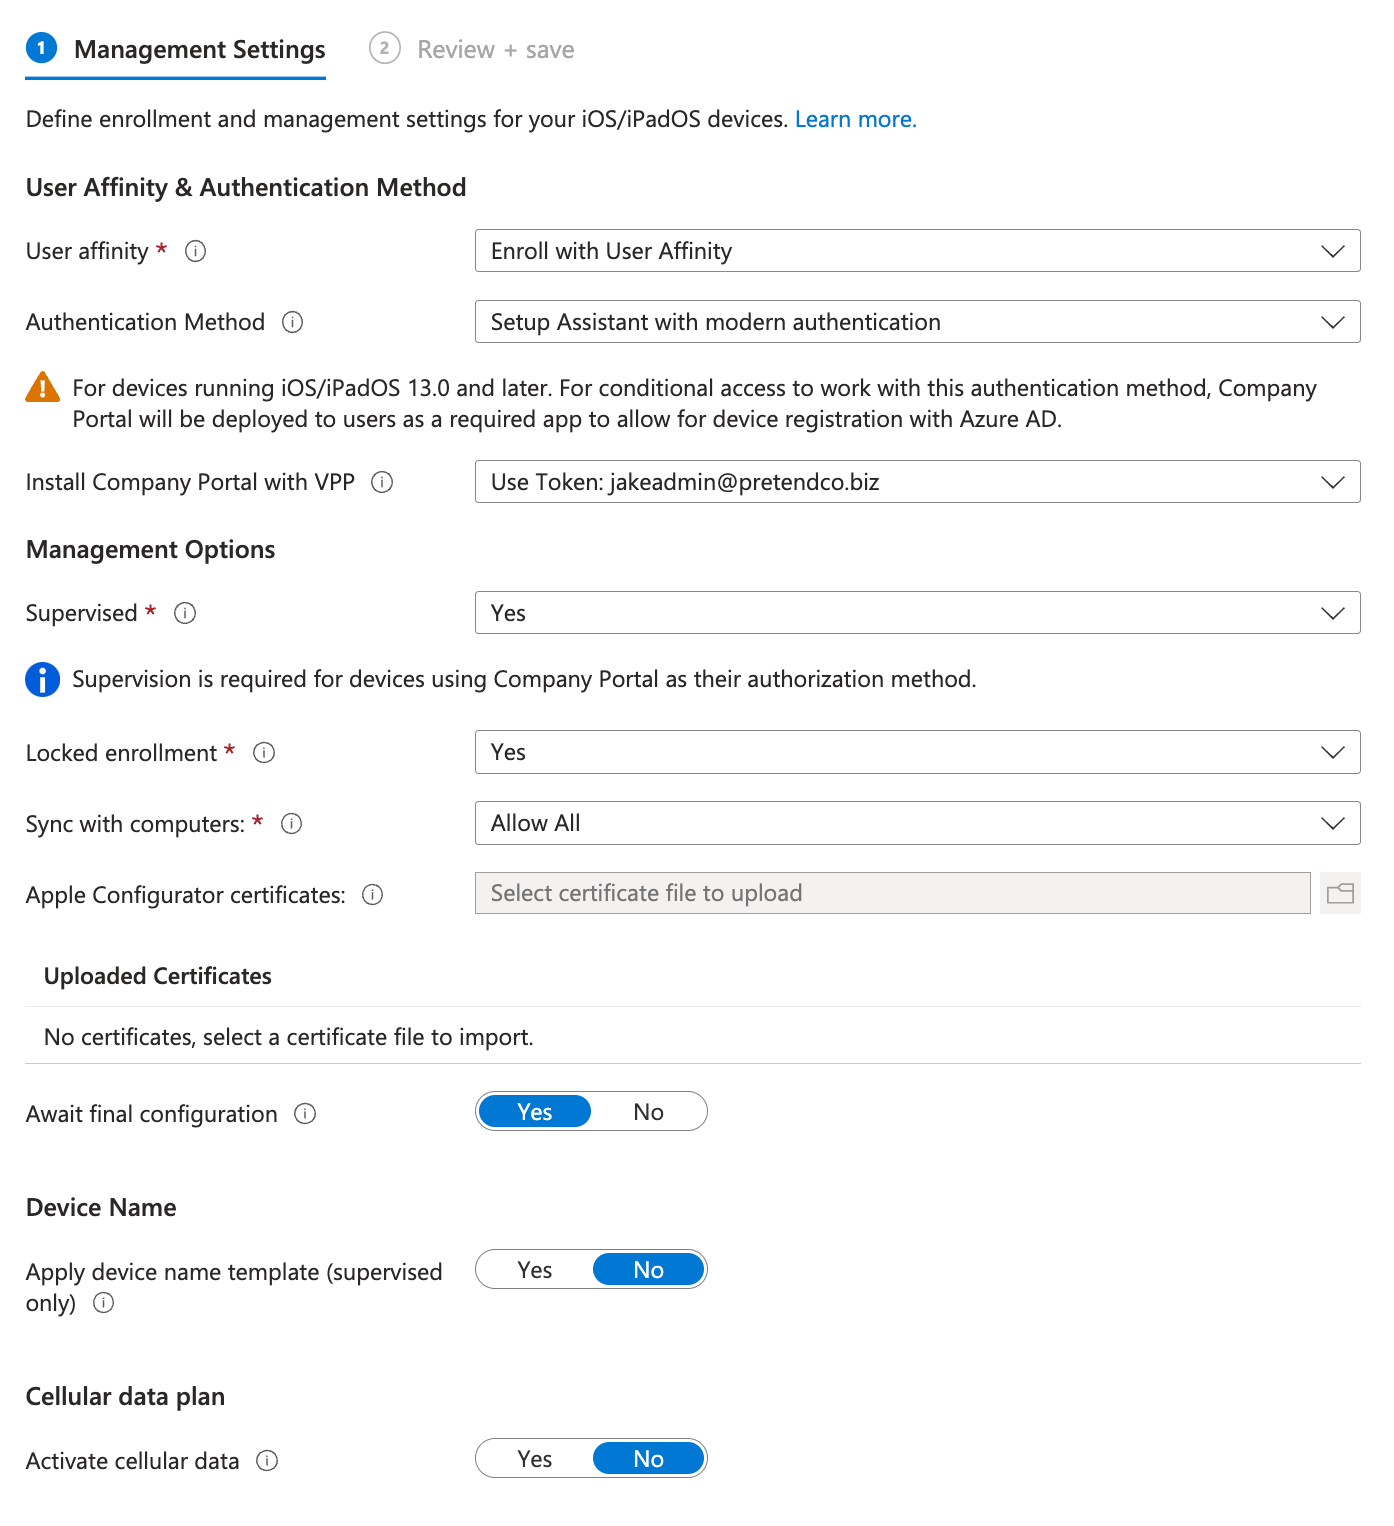 1 Management Settings 2 Review + save
Define enrollment and management settings for your iOS/iPadOS devices. Learn more.
User Affinity & Authentication Method
User affinity * Enroll with User Affinity
Authentication Method Setup Assistant with modern authentication
For devices running iOS/iPadOS 13.0 and later. For conditional access to work with this authentication method, Company
Portal will be deployed to users as a required app to allow for device registration with Azure AD.
Install Company Portal with VPP Use Token: jakeadmin@pretendco.biz
Management Options
Supervised * Yes
Supervision is required for devices using Company Portal as their authorization method.
Locked enrollment * Yes
Sync with computers: * Allow All
Apple Configurator certificates: Select certificate file to upload
Uploaded Certificates
No certificates, select a certificate file to import.
Await final configuration Yes No
Device Name
Apply device name template (supervised
only) Yes No
Cellular data plan
Activate cellular data Yes No